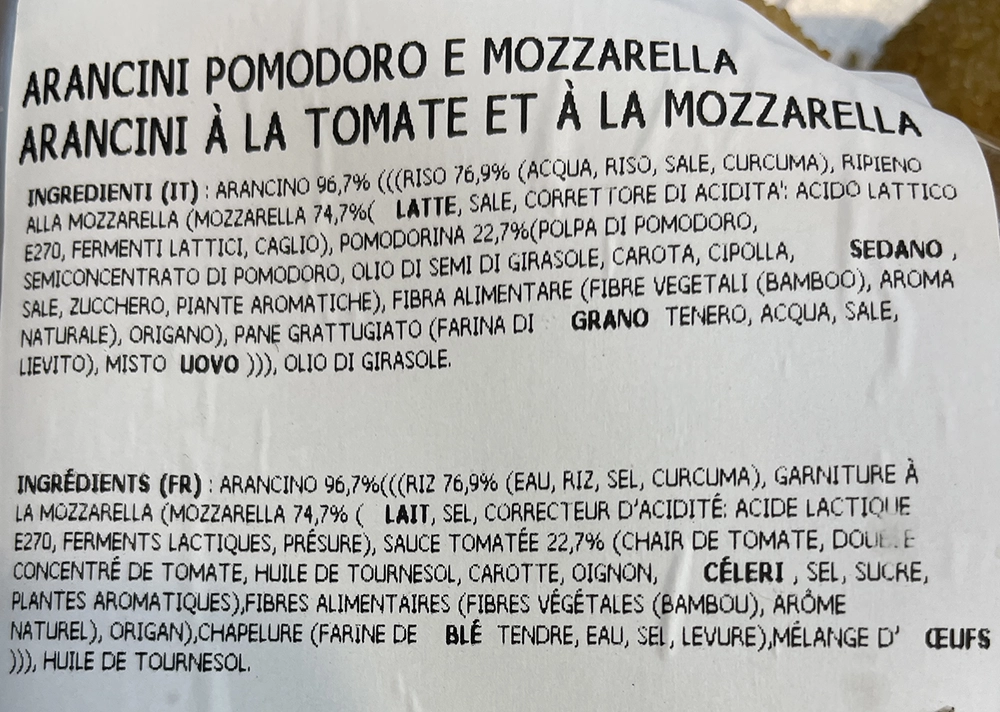 ARANCINI POMODORO E MOZZARELLA
ARANCINI À LA TOMATE ET À LA MOZZARELLA
INGREDIENTI (IT) : ARANCINO 96,7% (((RISO 76,9% (ACQUA, RISO, SALE, CURCUMA), RIPIENO
ALLA MOZZARELLA (MOZZARELLA 74,7%( LATTE, SALE, CORRETTORE DI ACIDITA': ACIDO LATTICO
E270, FERMENTI LATTICI, CAGLIO), POMODORINA 22,7%(POLPA DI POMODORO,
SEMICONCENTRATO DI POMODORO, OLIO DI SEMI DI GIRASOLE, CAROTA, CIPOLLA, SEDANO ,
SALE, ZUCCHERO, PIANTE AROMATICHE), FIBRA ALIMENTARE (FIBRE VEGETALI (BAMBOO), AROMA
NATURALE), ORIGANO), PANE GRATTUGIATO (FARINA DI GRANO TENERO, ACQUA, SALE,
LIEVITO), MISTO UOVO ))), OLIO DI GIRASOLE.
INGRÉDIENTS (FR) : ARANCINO 96,7%(((RIZ 76,9% (EAU, RIZ, SEL, CURCUMA), GARNITURE À
LA MOZZARELLA (MOZZARELLA 74,7% ( LAIT, SEL, CORRECTEUR D'ACIDITÉ: ACIDE LACTIQUE
E270, FERMENTS LACTIQUES, PRÉSURE), SAUCE TOMATÉE 22,7% (CHAIR DE TOMATE,
CONCENTRÉ DE TOMATE, HUILE DE TOURNESOL, CAROTTE, OIGNON, CÉLERI , SEL, SUCRE,
PLANTES AROMATIQUES),FIBRES ALIMENTAIRES (FIBRES VÉGÉTALES (BAMBOU), ARÔME
NATUREL), ORIGAN),CHAPELURE (FARINE DE BLÉ TENDRE, EAU, SEL, LEVURE),MÉLANGE D' ŒUFS
))), HUILE DE TOURNESOL.